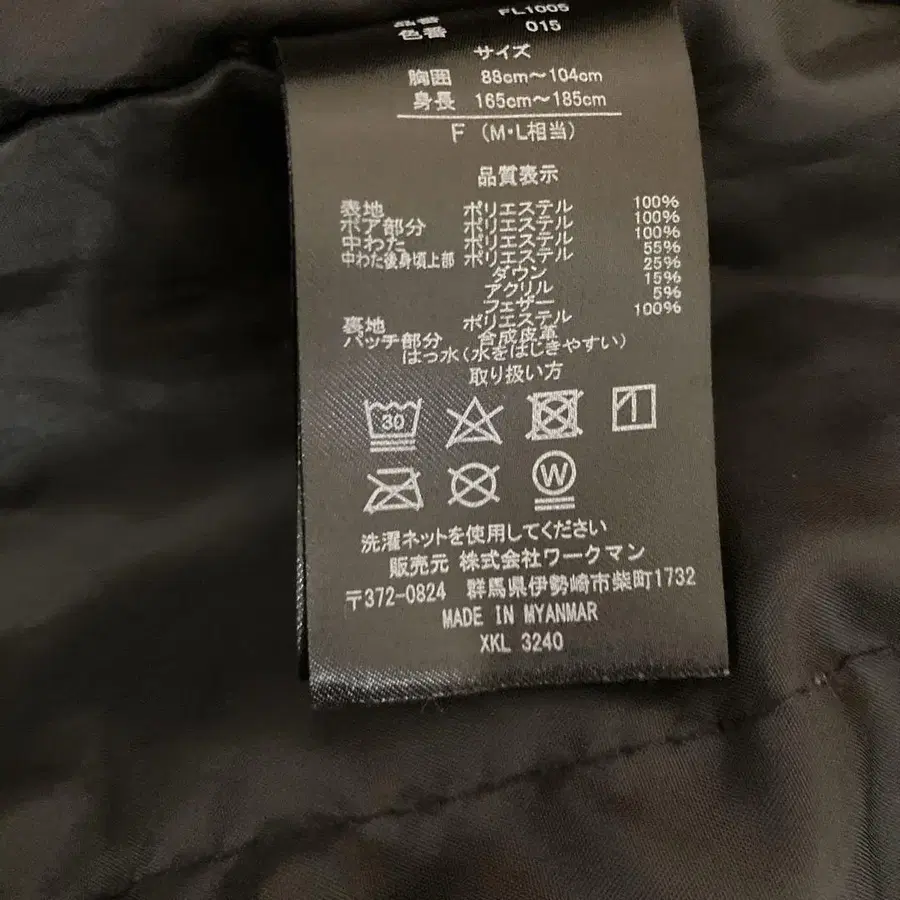 品番 FL1005
色番 015
サイズ
胸囲 88cm〜104cm
身長 165cm〜185cm
F (M・L相当)
品質表示
表地 ポリエステル 100%
ボア部分 ポリエステル 100%
中わた ポリエステル 100%
中わた後身頃上部 ポリエステル 55%
ダウン 25%
アクリル 15%
フェザー 5%
裏地 ポリエステル 100%
パッチ部分 合成皮革
はっ水(水をはじきやすい)
取り扱い方
30
W
洗濯ネットを使用してください
販売元 株式会社ワークマン
〒372-0824 群馬県伊勢崎市柴町1732
MADE IN MYANMAR
XKL 3240